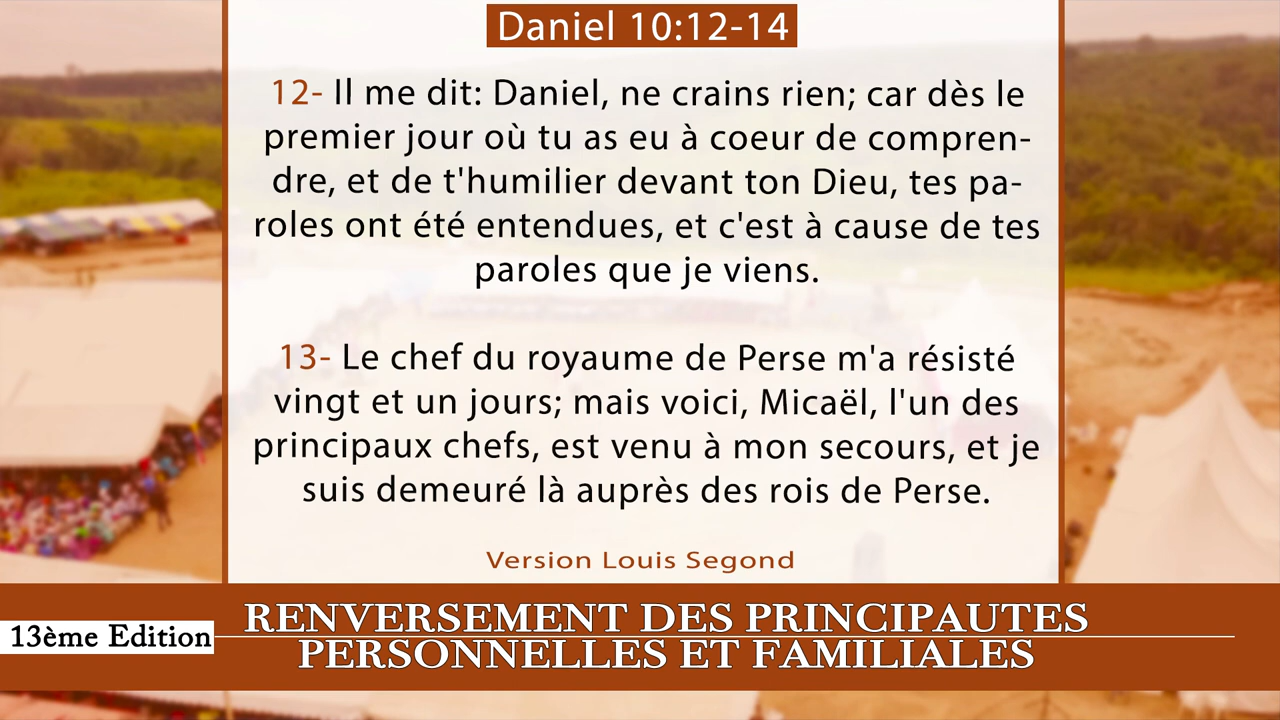 Daniel 10:12-14
12- Il me dit: Daniel, ne crains rien; car dès le
premier jour où tu as eu à coeur de compren-
dre, et de t'humilier devant ton Dieu, tes pa-
roles ont été entendues, et c'est à cause de tes
paroles que je viens.
13- Le chef du royaume de Perse m'a résisté
vingt et un jours; mais voici, Micaël, l'un des
principaux chefs, est venu à mon secours, et je
suis demeuré là auprès des rois de Perse.
Version Louis Segond
13ème Edition
RENVERSEMENT DES PRINCIPAUTES
PERSONNELLES ET FAMILIALES